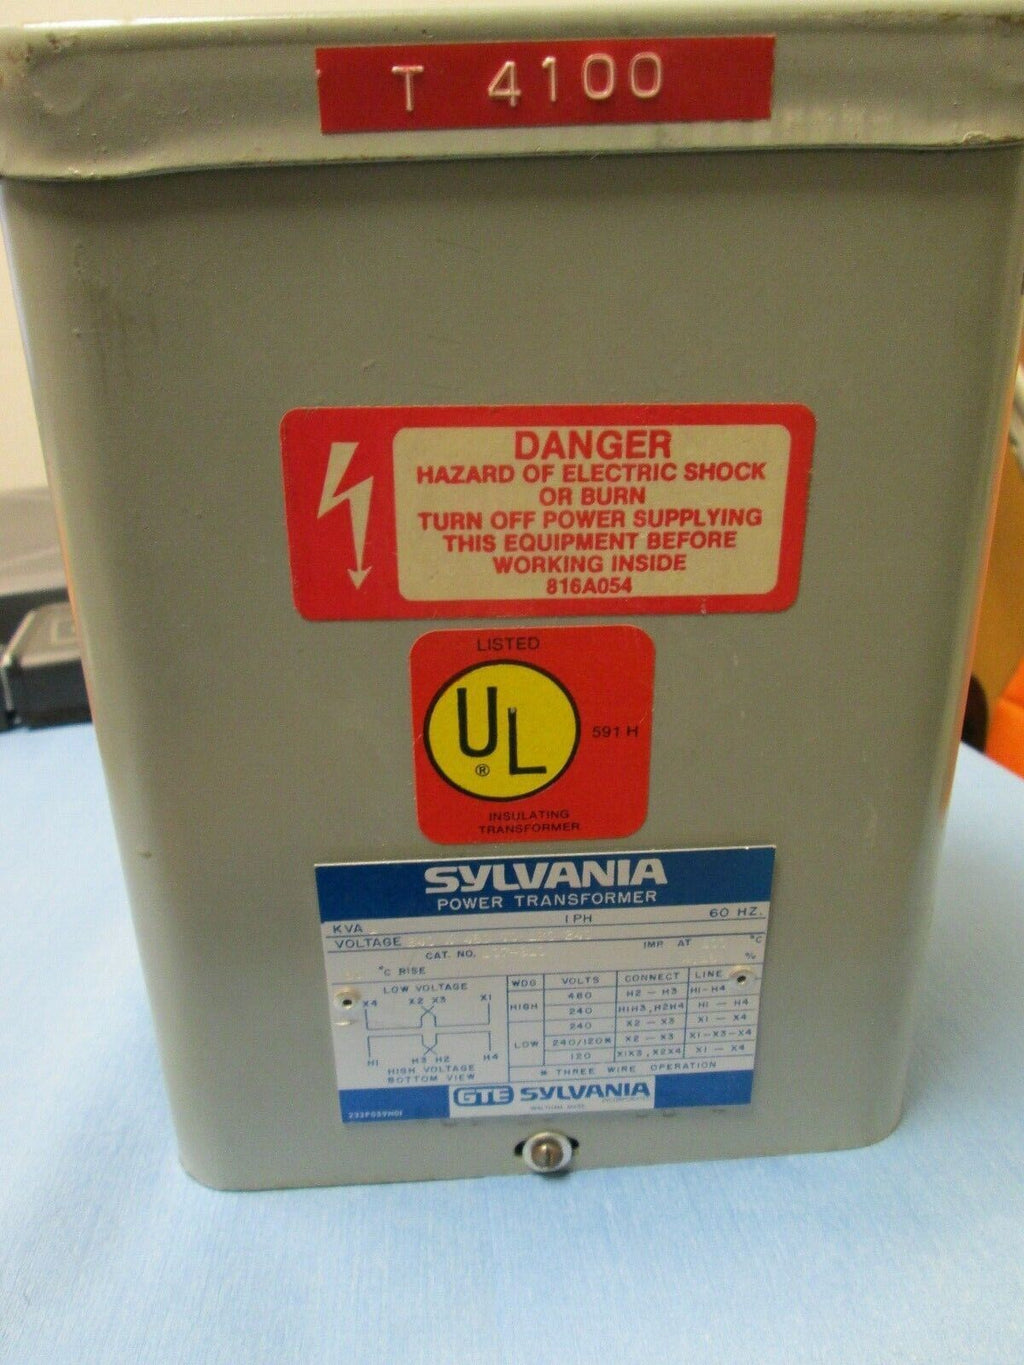 T 4100
DANGER
HAZARD OF ELECTRIC SHOCK
OR BURN
TURN OFF POWER SUPPLYING
THIS EQUIPMENT BEFORE
WORKING INSIDE
816A054
LISTED
UL
®
591 H
INSULATING
TRANSFORMER
SYLVANIA
POWER TRANSFORMER
KVA 1 PH 60 HZ.
VOLTAGE IMP. AT °C
CAT. NO. %
°C RISE
LOW VOLTAGE
X4 X2 X3 X1
H1 H3 H2 H4
HIGH VOLTAGE
BOTTOM VIEW
WDG VOLTS CONNECT LINE
HIGH 480 H2 – H3 H1–H4
240 H1H3, H2H4 H1 – H4
LOW 240 X2 – X3 X1 – X4
240/120* X2 – X3 X1–X3–X4
120 X1X3, X2X4 X1 – X4
* THREE WIRE OPERATION
GTE SYLVANIA